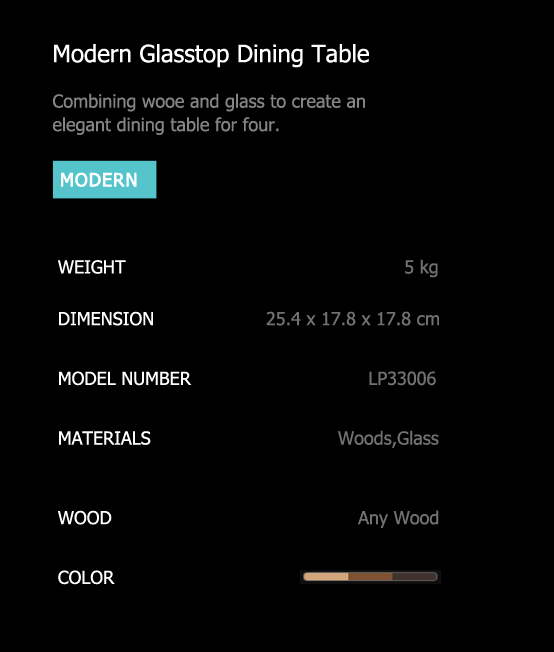 Modern Glasstop Dining Table
Combining wooe and glass to create an
elegant dining table for four.
MODERN
WEIGHT 5 kg
DIMENSION 25.4 x 17.8 x 17.8 cm
MODEL NUMBER LP33006
MATERIALS Woods,Glass
WOOD Any Wood
COLOR